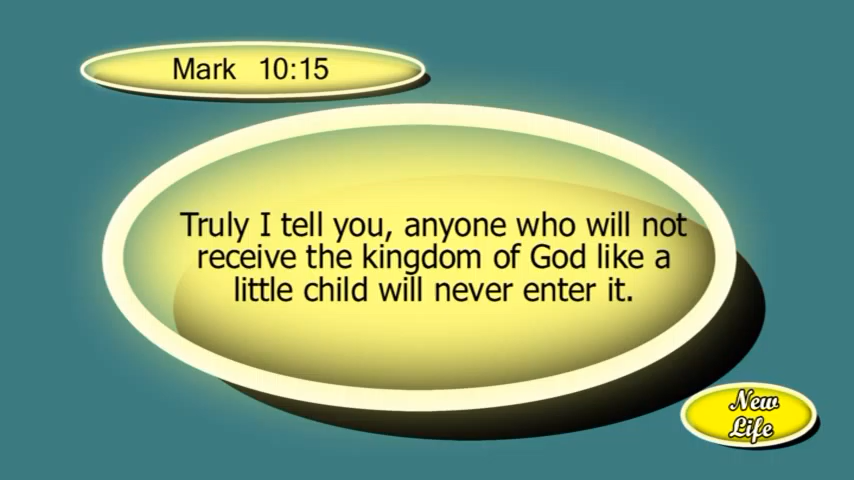 Mark 10:15
Truly I tell you, anyone who will not
receive the kingdom of God like a
little child will never enter it.
New
Life